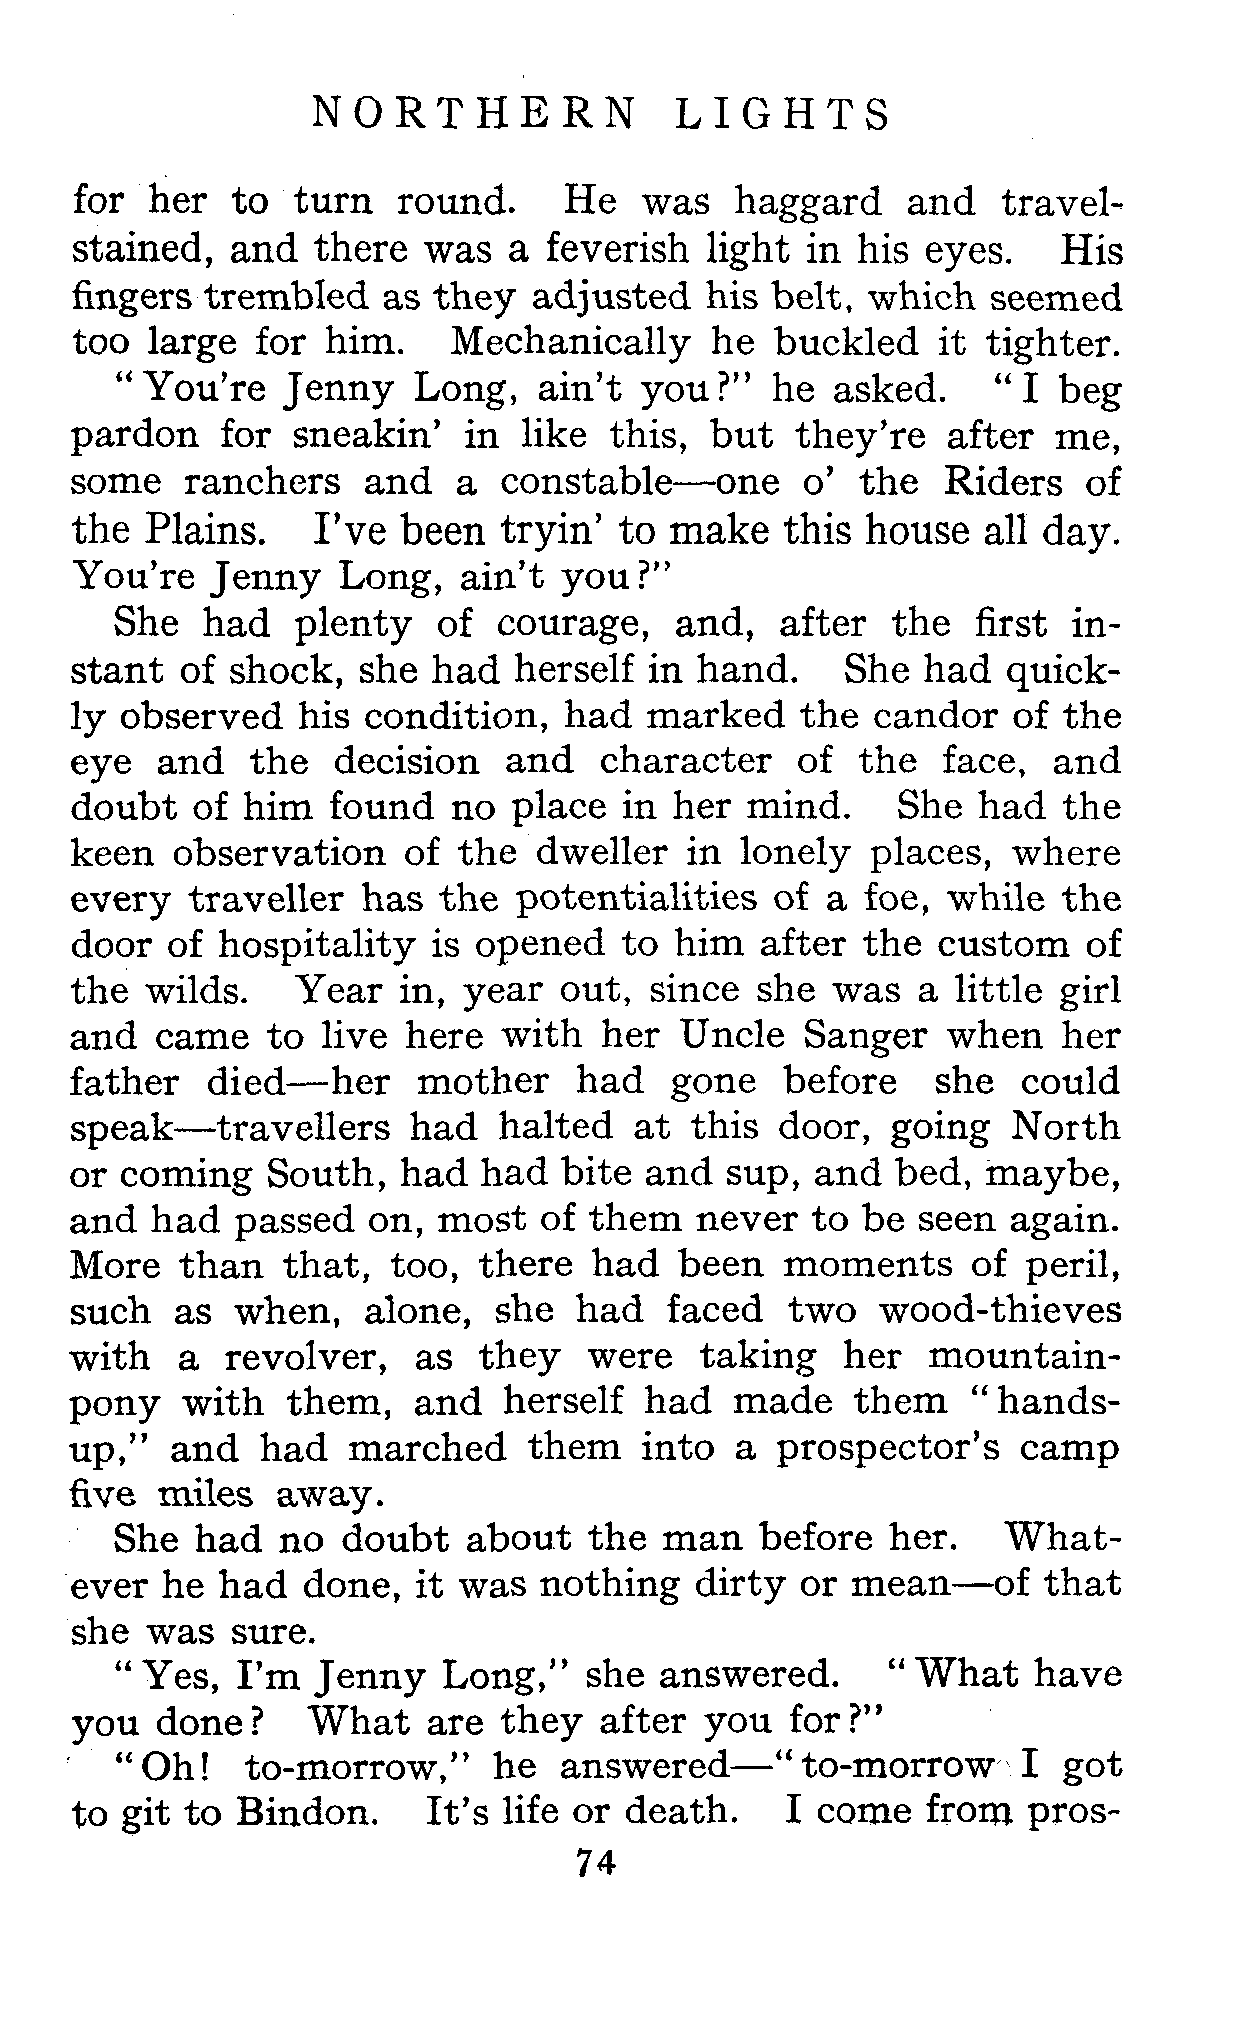 NORTHERN LIGHTS
for her to turn round. He was haggard and travel-
stained, and there was a feverish light in his eyes. His
fingers trembled as they adjusted his belt, which seemed
too large for him. Mechanically he buckled it tighter.
"You're Jenny Long, ain't you?" he asked. "I beg
pardon for sneakin' in like this, but they're after me,
some ranchers and a constable—one o' the Riders of
the Plains. I've been tryin' to make this house all day.
You're Jenny Long, ain't you?"
She had plenty of courage, and, after the first in-
stant of shock, she had herself in hand. She had quick-
ly observed his condition, had marked the candor of the
eye and the decision and character of the face, and
doubt of him found no place in her mind. She had the
keen observation of the dweller in lonely places, where
every traveller has the potentialities of a foe, while the
door of hospitality is opened to him after the custom of
the wilds. Year in, year out, since she was a little girl
and came to live here with her Uncle Sanger when her
father died—her mother had gone before she could
speak—travellers had halted at this door, going North
or coming South, had had bite and sup, and bed, maybe,
and had passed on, most of them never to be seen again.
More than that, too, there had been moments of peril,
such as when, alone, she had faced two wood-thieves
with a revolver, as they were taking her mountain-
pony with them, and herself had made them "hands-
up," and had marched them into a prospector's camp
five miles away.
She had no doubt about the man before her. What-
ever he had done, it was nothing dirty or mean—of that
she was sure.
"Yes, I'm Jenny Long," she answered. "What have
you done? What are they after you for?"
"Oh! to-morrow," he answered—"to-morrow I got
to git to Bindon. It's life or death. I come from pros-
74